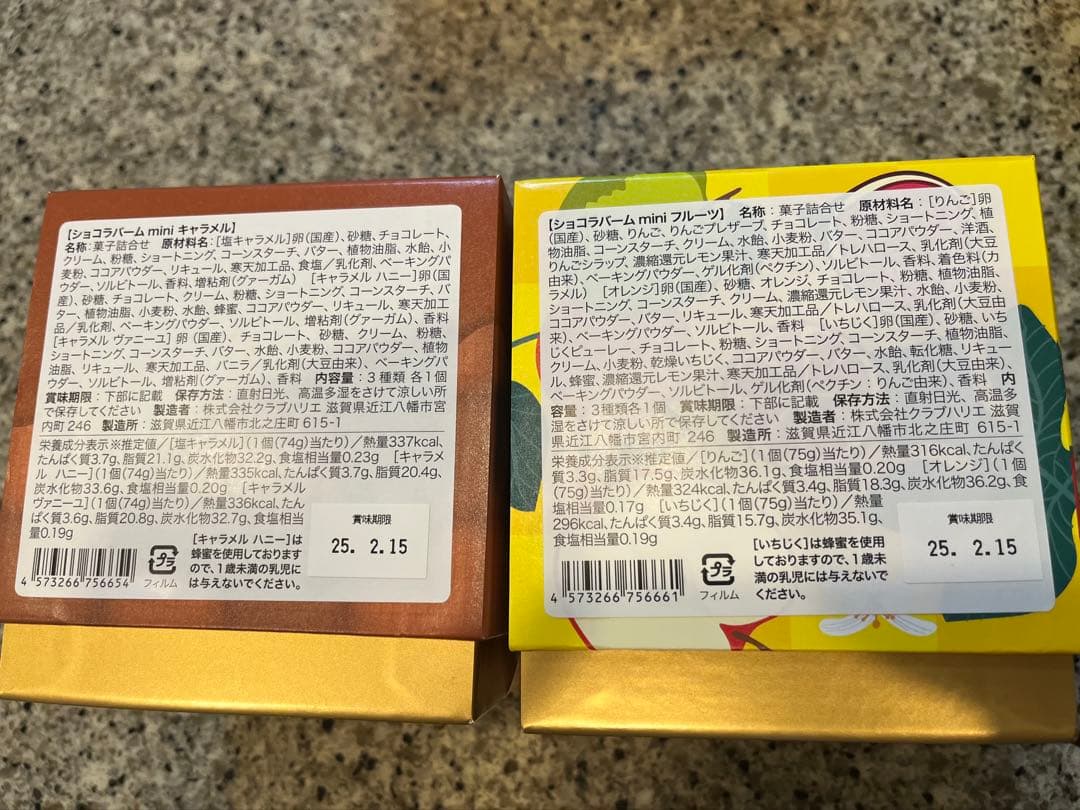 【ショコラバーム mini キャラメル】
名称：菓子詰合せ 原材料名：［塩キャラメル］卵（国産）、砂糖、チョコレート、
クリーム、粉糖、ショートニング、コーンスターチ、バター、植物油脂、水飴、小
麦粉、ココアパウダー、リキュール、寒天加工品、食塩／乳化剤、ベーキングパウ
ダー、ソルビトール、香料、増粘剤（グァーガム） ［キャラメル ハニー］卵（国
産）、砂糖、チョコレート、クリーム、粉糖、ショートニング、コーンスターチ、バ
ター、植物油脂、小麦粉、水飴、蜂蜜、ココアパウダー、リキュール、寒天加工
品／乳化剤、ベーキングパウダー、ソルビトール、増粘剤（グァーガム）、香料
［キャラメル ヴァニーユ］卵（国産）、チョコレート、砂糖、クリーム、粉糖、
ショートニング、コーンスターチ、バター、水飴、小麦粉、ココアパウダー、植物
油脂、リキュール、寒天加工品、バニラ／乳化剤（大豆由来）、ベーキングパウ
ダー、ソルビトール、増粘剤（グァーガム）、香料 内容量：3種類 各1個
賞味期限：下部に記載 保存方法：直射日光、高温多湿をさけて涼しい所
で保存してください 製造者：株式会社クラブハリエ 滋賀県近江八幡市宮
内町 246 製造所：滋賀県近江八幡市北之庄町 615-1
栄養成分表示※推定値／［塩キャラメル］（1個（74g）当たり）／熱量337kcal、
たんぱく質3.7g、脂質21.1g、炭水化物32.2g、食塩相当量0.23g ［キャラメ
ル ハニー］（1個（74g）当たり）／熱量335kcal、たんぱく質3.7g、脂質20.4g、
炭水化物33.6g、食塩相当量0.20g ［キャラメル
ヴァニーユ］（1個（74g）当たり）／熱量336kcal、たんぱ
く質3.6g、脂質20.8g、炭水化物32.7g、食塩相当
量0.19g
［キャラメル ハニー］は
蜂蜜を使用しております
ので、1歳未満の乳児に
は与えないでください。
4 573266 756654
プラ
フィルム
賞味期限
25. 2.15
【ショコラバーム mini フルーツ】 名称：菓子詰合せ 原材料名：［りんご］卵
（国産）、砂糖、りんご、りんごプレザーブ、チョコレート、粉糖、ショートニング、植
物油脂、コーンスターチ、クリーム、水飴、小麦粉、バター、ココアパウダー、洋酒、
りんごシラップ、濃縮還元レモン果汁、寒天加工品／トレハロース、乳化剤（大豆
由来）、ベーキングパウダー、ゲル化剤（ペクチン）、ソルビトール、香料、着色料（カ
ラメル） ［オレンジ］卵（国産）、砂糖、オレンジ、チョコレート、粉糖、植物油脂、
ショートニング、コーンスターチ、クリーム、濃縮還元レモン果汁、水飴、小麦粉、
ココアパウダー、バター、リキュール、寒天加工品／トレハロース、乳化剤（大豆由
来）、ベーキングパウダー、ソルビトール、香料 ［いちじく］卵（国産）、砂糖、いち
じくピューレー、チョコレート、粉糖、ショートニング、コーンスターチ、植物油脂、
クリーム、小麦粉、乾燥いちじく、ココアパウダー、バター、水飴、転化糖、リキュー
ル、蜂蜜、濃縮還元レモン果汁、寒天加工品／トレハロース、乳化剤（大豆由来）、
ベーキングパウダー、ソルビトール、ゲル化剤（ペクチン：りんご由来）、香料 内
容量：3種類各1個 賞味期限：下部に記載 保存方法：直射日光、高温多
湿をさけて涼しい所で保存してください 製造者：株式会社クラブハリエ 滋賀
県近江八幡市宮内町 246 製造所：滋賀県近江八幡市北之庄町 615-1
栄養成分表示※推定値／［りんご］（1個（75g）当たり）／熱量316kcal、たんぱく
質3.3g、脂質17.5g、炭水化物36.1g、食塩相当量0.20g ［オレンジ］（1個
（75g）当たり）／熱量324kcal、たんぱく質3.4g、脂質18.3g、炭水化物36.2g、食
塩相当量0.17g ［いちじく］（1個（75g）当たり）／熱量
296kcal、たんぱく質3.4g、脂質15.7g、炭水化物35.1g、
食塩相当量0.19g
［いちじく］は蜂蜜を使用し
ておりますので、1歳未
満の乳児には与えないで
ください。
4 573266 756661
プラ
フィルム
賞味期限
25. 2.15